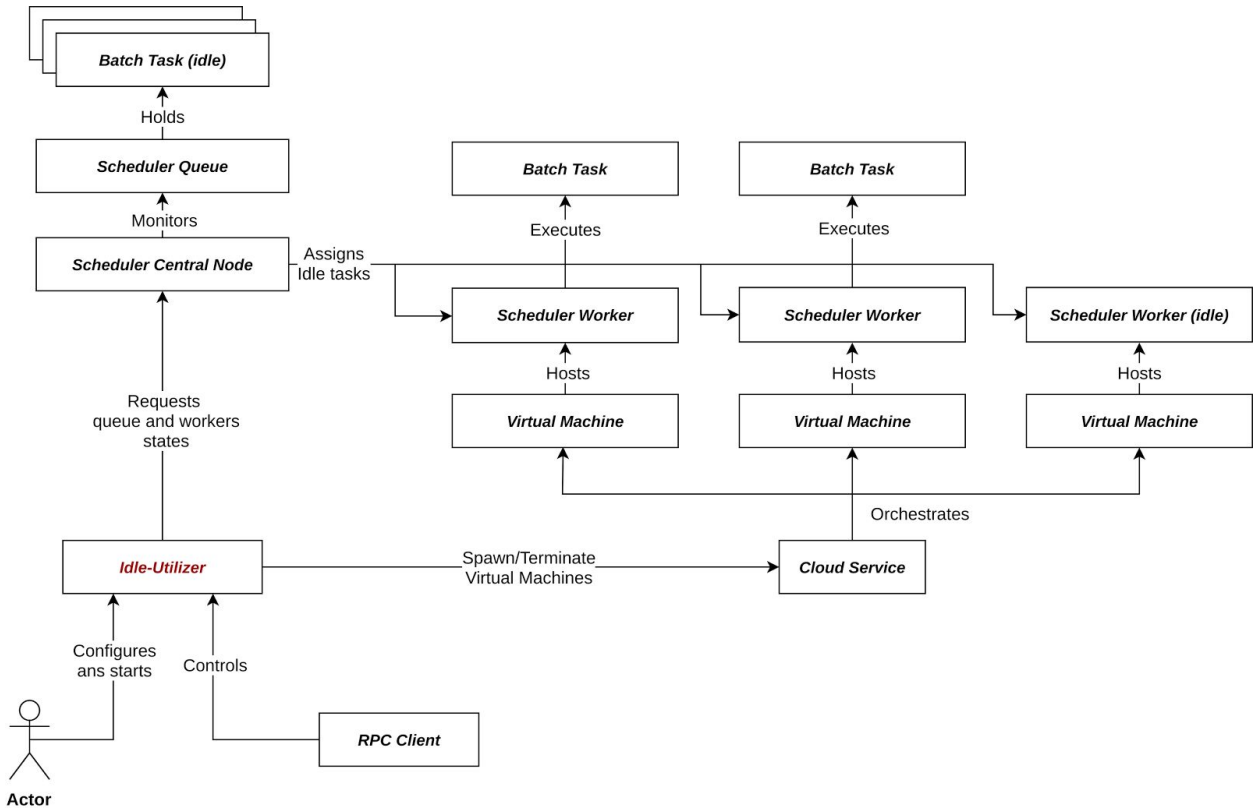 Batch Task (idle)
Holds
Scheduler Queue
Monitors
Scheduler Central Node
Assigns
Idle tasks
Batch Task
Batch Task
Executes
Executes
Scheduler Worker
Scheduler Worker
Scheduler Worker (idle)
Hosts
Hosts
Hosts
Virtual Machine
Virtual Machine
Virtual Machine
Requests
queue and workers
states
Orchestrates
Idle-Utilizer
Spawn/Terminate
Virtual Machines
Cloud Service
Configures
ans starts
Controls
RPC Client
Actor